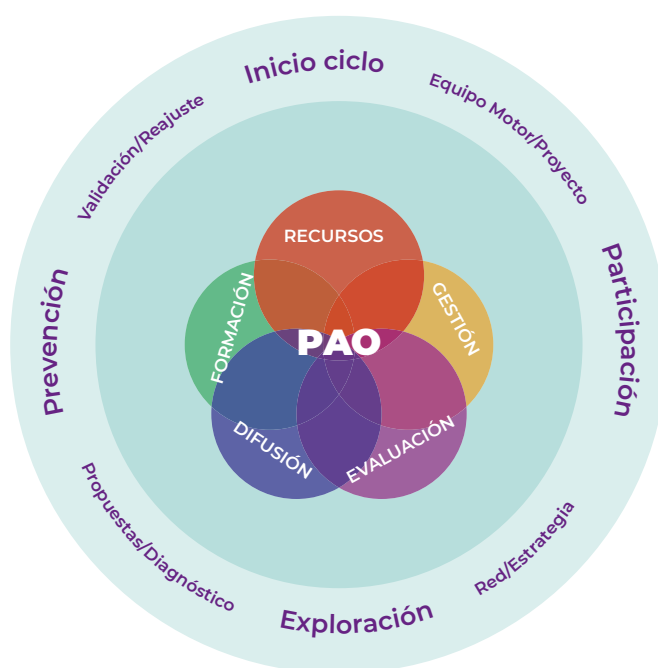 Inicio ciclo
Equipo Motor/Proyecto
Participación
Red/Estrategia
Exploración
Propuestas/Diagnóstico
Prevención
Validación/Reajuste
RECURSOS
GESTIÓN
EVALUACIÓN
DIFUSIÓN
FORMACIÓN
PAO